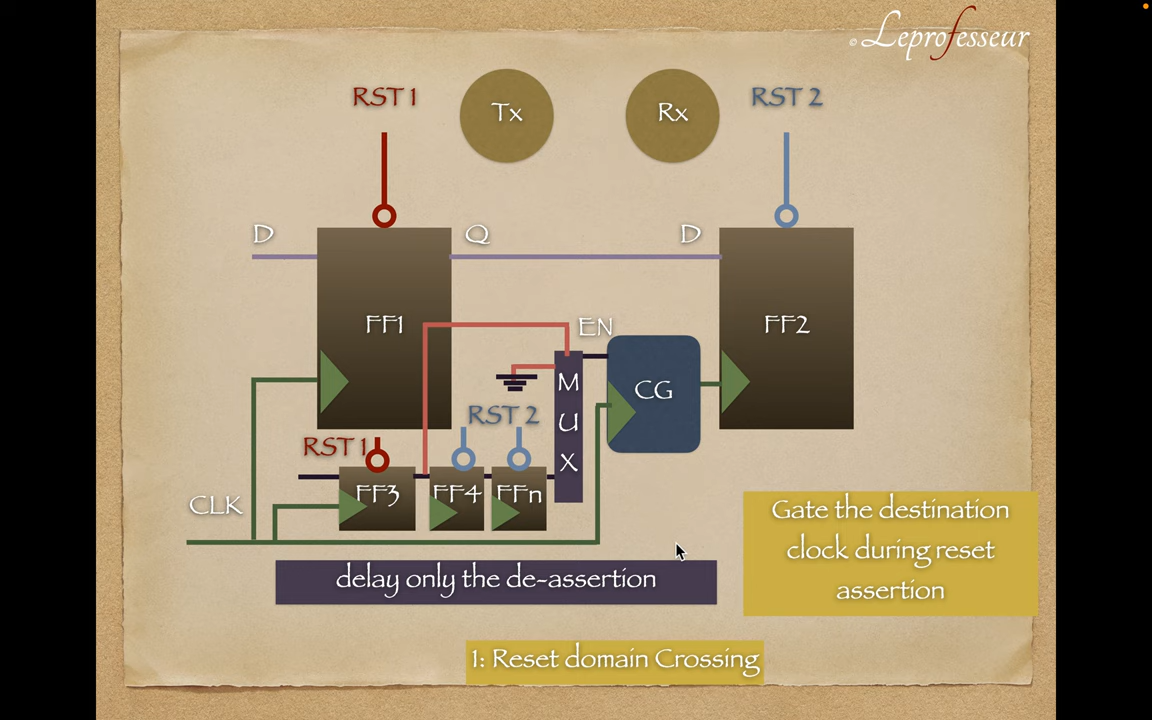 © Leprofesseur
RST 1
Tx
Rx
RST 2
D
Q
D
FF1
EN
FF2
M
U
X
CG
RST 2
RST 1
FF3
FF4
FFn
CLK
Gate the destination
clock during reset
assertion
delay only the de-assertion
1: Reset domain Crossing